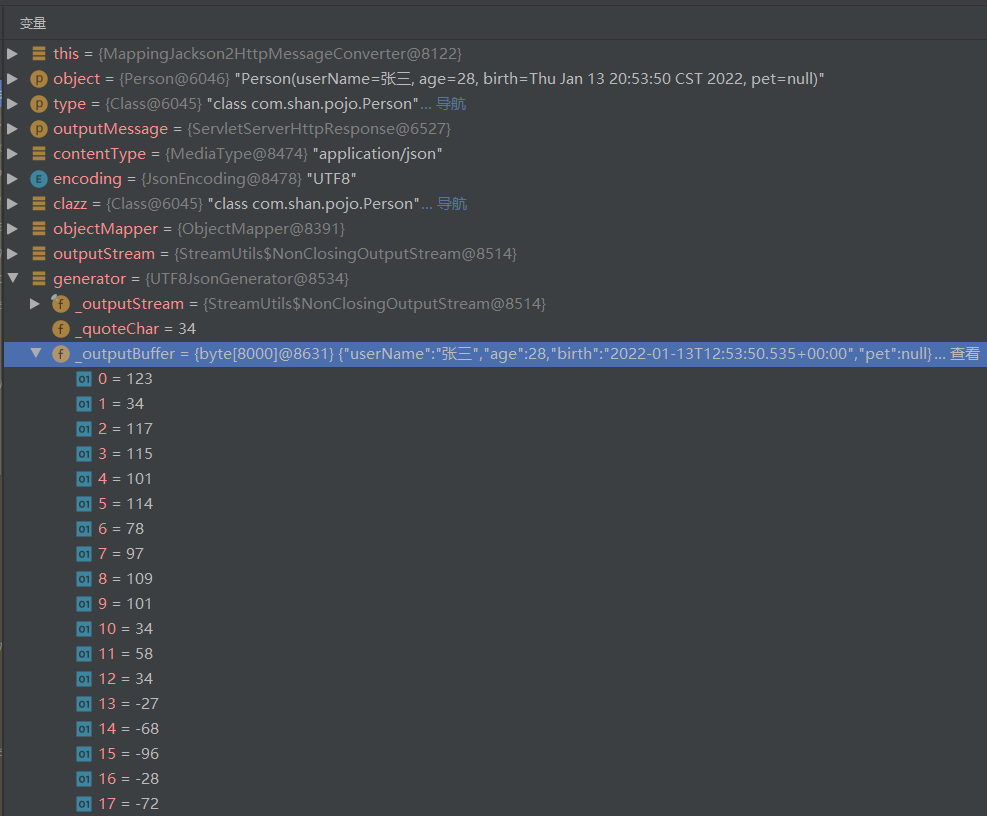 变量
this = {MappingJackson2HttpMessageConverter@8122}
p object = {Person@6046} "Person(userName=张三, age=28, birth=Thu Jan 13 20:53:50 CST 2022, pet=null)"
p type = {Class@6045} "class com.shan.pojo.Person"... 导航
p outputMessage = {ServletServerHttpResponse@6527}
contentType = {MediaType@8474} "application/json"
E encoding = {JsonEncoding@8478} "UTF8"
clazz = {Class@6045} "class com.shan.pojo.Person"... 导航
objectMapper = {ObjectMapper@8391}
outputStream = {StreamUtils$NonClosingOutputStream@8514}
generator = {UTF8JsonGenerator@8534}
f _outputStream = {StreamUtils$NonClosingOutputStream@8514}
f _quoteChar = 34
f _outputBuffer = {byte[8000]@8631} {"userName":"张三","age":28,"birth":"2022-01-13T12:53:50.535+00:00","pet":null}... 查看
01 0 = 123
01 1 = 34
01 2 = 117
01 3 = 115
01 4 = 101
01 5 = 114
01 6 = 78
01 7 = 97
01 8 = 109
01 9 = 101
01 10 = 34
01 11 = 58
01 12 = 34
01 13 = -27
01 14 = -68
01 15 = -96
01 16 = -28
01 17 = -72